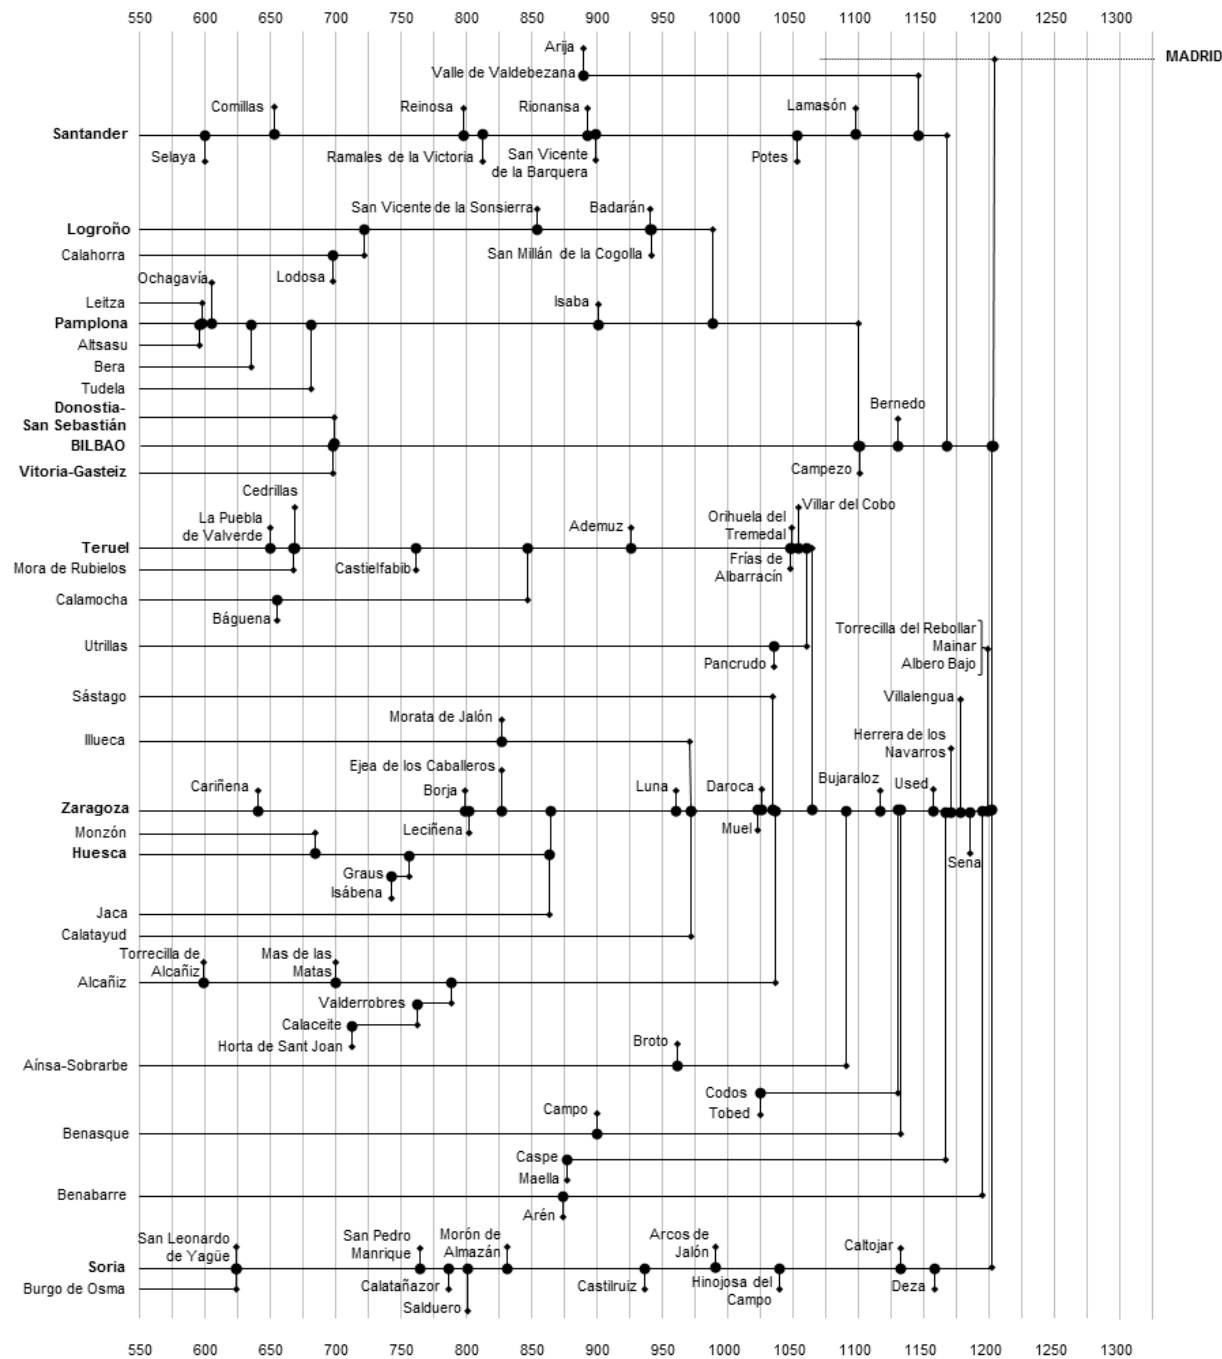 550 600 650 700 750 800 850 900 950 1000 1050 1100 1150 1200 1250 1300
Arija
MADRID
Valle de Valdebezana
Comillas
Reinosa
Rionansa
Lamasón
Santander
Selaya
Ramales de la Victoria
San Vicente
de la Barquera
Potes
San Vicente de la Sonsierra
Badarán
Logroño
Calahorra
San Millán de la Cogolla
Lodosa
Ochagavía
Leitza
Isaba
Pamplona
Altsasu
Bera
Tudela
Donostia-
San Sebastián
Bernedo
BILBAO
Vitoria-Gasteiz
Campezo
Cedrillas
Villar del Cobo
La Puebla
de Valverde
Ademuz
Orihuela del
Tremedal
Teruel
Mora de Rubielos
Castielfabib
Frías de
Albarracín
Calamocha
Báguena
Torrecilla del Rebollar
Mainar
Albero Bajo
Utrillas
Pancrudo
Sástago
Villalengua
Morata de Jalón
Illueca
Herrera de los
Navarros
Ejea de los Caballeros
Cariñena
Borja
Luna
Daroca
Bujaraloz
Used
Zaragoza
Monzón
Leciñena
Muel
Huesca
Sena
Graus
Isábena
Jaca
Calatayud
Torrecilla de
Alcañiz
Mas de las
Matas
Alcañiz
Valderrobres
Calaceite
Horta de Sant Joan
Broto
Aínsa-Sobrarbe
Codos
Tobed
Campo
Benasque
Caspe
Maella
Benabarre
Arén
San Leonardo
de Yagüe
San Pedro
Manrique
Morón de
Almazán
Arcos de
Jalón
Caltojar
Soria
Burgo de Osma
Calatañazor
Salduero
Castilruiz
Hinojosa del
Campo
Deza
550 600 650 700 750 800 850 900 950 1000 1050 1100 1150 1200 1250 1300